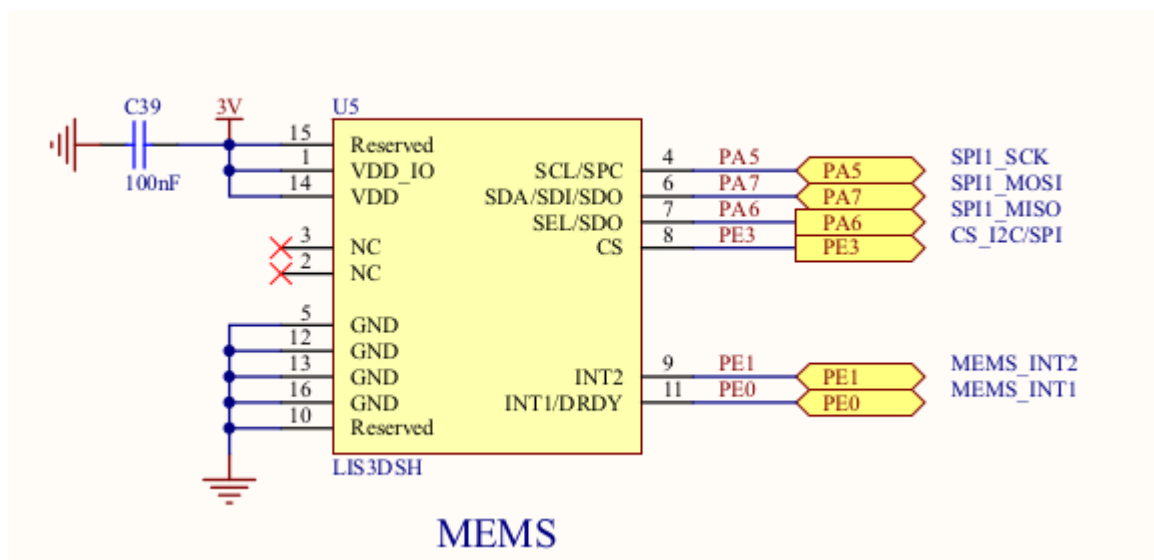 C39
3V
U5
100nF
15 Reserved
1 VDD_IO
14 VDD
3 NC
2 NC
5 GND
12 GND
13 GND
16 GND
10 Reserved
SCL/SPC 4 PA5 PA5 SPI1_SCK
SDA/SDI/SDO 6 PA7 PA7 SPI1_MOSI
SEL/SDO 7 PA6 PA6 SPI1_MISO
CS 8 PE3 PE3 CS_I2C/SPI
INT2 9 PE1 PE1 MEMS_INT2
INT1/DRDY 11 PE0 PE0 MEMS_INT1
LIS3DSH
MEMS